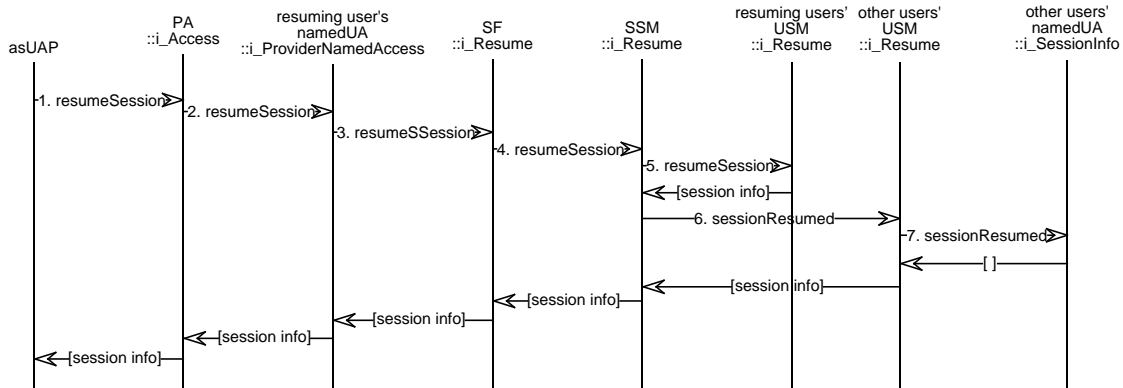 asUAP
PA
::i_Access
resuming user's
namedUA
::i_ProviderNamedAccess
SF
::i_Resume
SSM
::i_Resume
resuming users'
USM
::i_Resume
other users'
USM
::i_Resume
other users'
namedUA
::i_SessionInfo
1. resumeSession
2. resumeSession
3. resumeSSession
4. resumeSession
5. resumeSession
[session info]
6. sessionResumed
7. sessionResumed
[ ]
[session info]
[session info]
[session info]
[session info]
[session info]